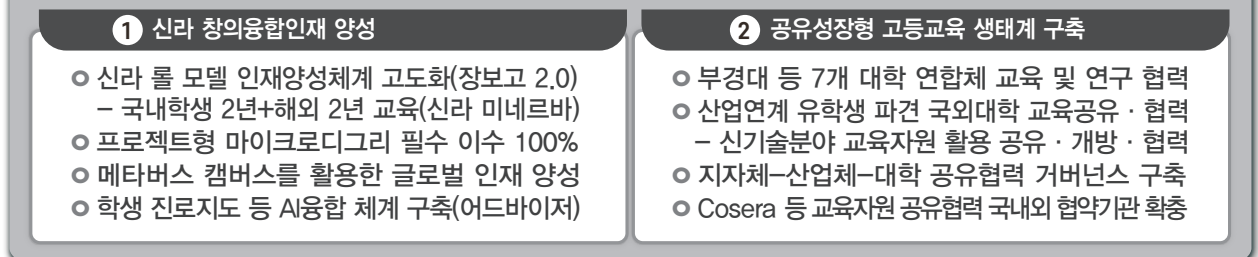 1 신라 창의융합인재 양성
신라 롤 모델 인재양성체계 고도화(장보고 2.0)
– 국내학생 2년+해외 2년 교육(신라 미네르바)
프로젝트형 마이크로디그리 필수 이수 100%
메타버스 캠버스를 활용한 글로벌 인재 양성
학생 진로지도 등 AI융합 체계 구축(어드바이저)
2 공유성장형 고등교육 생태계 구축
부경대 등 7개 대학 연합체 교육 및 연구 협력
산업연계 유학생 파견 국외대학 교육공유 · 협력
– 신기술분야 교육자원 활용 공유 · 개방 · 협력
지자체–산업체–대학 공유협력 거버넌스 구축
Cosera 등 교육자원 공유협력 국내외 협약기관 확충